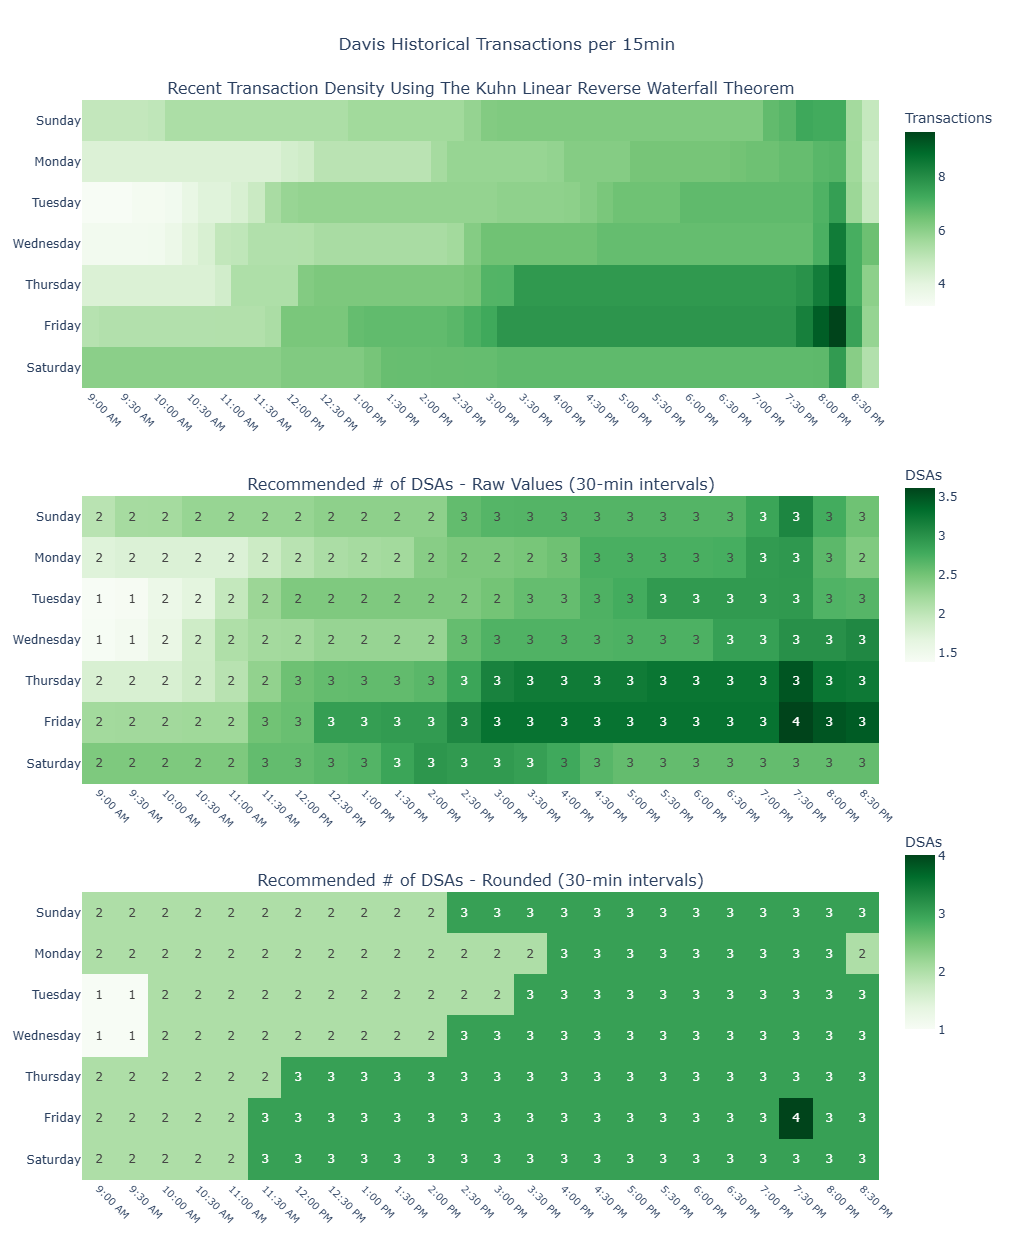 Davis Historical Transactions per 15min
Recent Transaction Density Using The Kuhn Linear Reverse Waterfall Theorem
Transactions
8
6
4
Sunday
Monday
Tuesday
Wednesday
Thursday
Friday
Saturday
9:00 AM 9:30 AM 10:00 AM 10:30 AM 11:00 AM 11:30 AM 12:00 PM 12:30 PM 1:00 PM 1:30 PM 2:00 PM 2:30 PM 3:00 PM 3:30 PM 4:00 PM 4:30 PM 5:00 PM 5:30 PM 6:00 PM 6:30 PM 7:00 PM 7:30 PM 8:00 PM 8:30 PM
Recommended # of DSAs - Raw Values (30-min intervals)
DSAs
3.5
3
2.5
2
1.5
Sunday 2 2 2 2 2 2 2 2 2 2 2 3 3 3 3 3 3 3 3 3 3 3 3 3
Monday 2 2 2 2 2 2 2 2 2 2 2 2 2 2 3 3 3 3 3 3 3 3 3 2
Tuesday 1 1 2 2 2 2 2 2 2 2 2 2 2 3 3 3 3 3 3 3 3 3 3 3
Wednesday 1 1 2 2 2 2 2 2 2 2 2 3 3 3 3 3 3 3 3 3 3 3 3 3
Thursday 2 2 2 2 2 2 3 3 3 3 3 3 3 3 3 3 3 3 3 3 3 3 3 3
Friday 2 2 2 2 2 3 3 3 3 3 3 3 3 3 3 3 3 3 3 3 3 4 3 3
Saturday 2 2 2 2 2 3 3 3 3 3 3 3 3 3 3 3 3 3 3 3 3 3 3 3
9:00 AM 9:30 AM 10:00 AM 10:30 AM 11:00 AM 11:30 AM 12:00 PM 12:30 PM 1:00 PM 1:30 PM 2:00 PM 2:30 PM 3:00 PM 3:30 PM 4:00 PM 4:30 PM 5:00 PM 5:30 PM 6:00 PM 6:30 PM 7:00 PM 7:30 PM 8:00 PM 8:30 PM
Recommended # of DSAs - Rounded (30-min intervals)
DSAs
4
3
2
1
Sunday 2 2 2 2 2 2 2 2 2 2 2 3 3 3 3 3 3 3 3 3 3 3 3 3
Monday 2 2 2 2 2 2 2 2 2 2 2 2 2 2 3 3 3 3 3 3 3 3 3 2
Tuesday 1 1 2 2 2 2 2 2 2 2 2 2 2 3 3 3 3 3 3 3 3 3 3 3
Wednesday 1 1 2 2 2 2 2 2 2 2 2 3 3 3 3 3 3 3 3 3 3 3 3 3
Thursday 2 2 2 2 2 2 3 3 3 3 3 3 3 3 3 3 3 3 3 3 3 3 3 3
Friday 2 2 2 2 2 3 3 3 3 3 3 3 3 3 3 3 3 3 3 3 3 4 3 3
Saturday 2 2 2 2 2 3 3 3 3 3 3 3 3 3 3 3 3 3 3 3 3 3 3 3
9:00 AM 9:30 AM 10:00 AM 10:30 AM 11:00 AM 11:30 AM 12:00 PM 12:30 PM 1:00 PM 1:30 PM 2:00 PM 2:30 PM 3:00 PM 3:30 PM 4:00 PM 4:30 PM 5:00 PM 5:30 PM 6:00 PM 6:30 PM 7:00 PM 7:30 PM 8:00 PM 8:30 PM